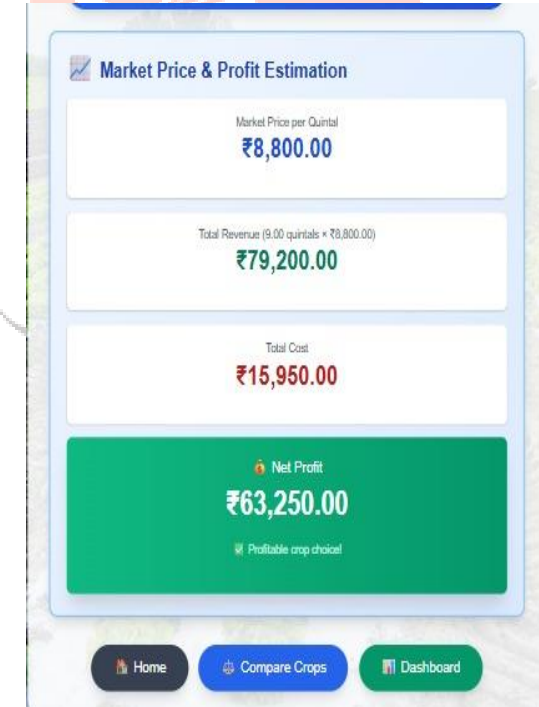 📈 Market Price & Profit Estimation
Market Price per Quintal
₹8,800.00
Total Revenue (9.00 quintals × ₹8,800.00)
₹79,200.00
Total Cost
₹15,950.00
💰 Net Profit
₹63,250.00
✅ Profitable crop choice!
🏠 Home
⚖️ Compare Crops
📊 Dashboard